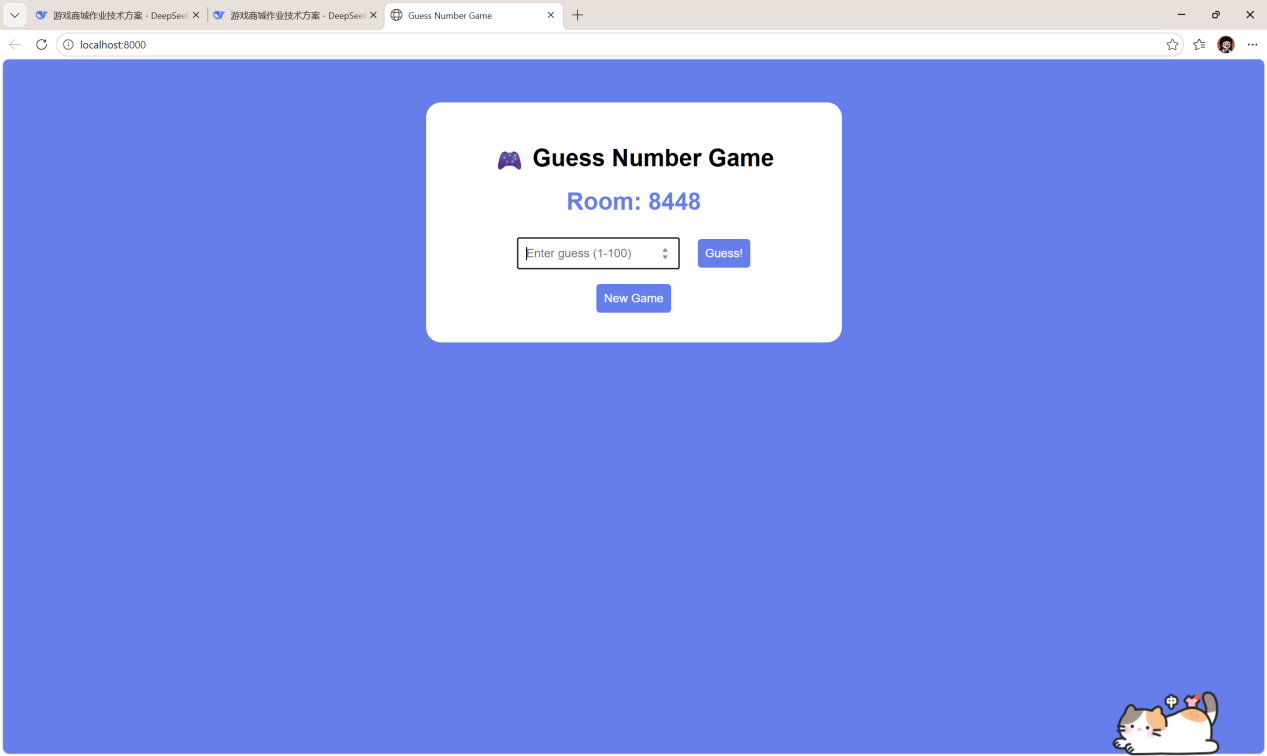 游戏商城作业技术方案 - DeepSeek
游戏商城作业技术方案 - DeepSeek
Guess Number Game
localhost:8000
Guess Number Game
Room: 8448
Enter guess (1-100)
Guess!
New Game
中